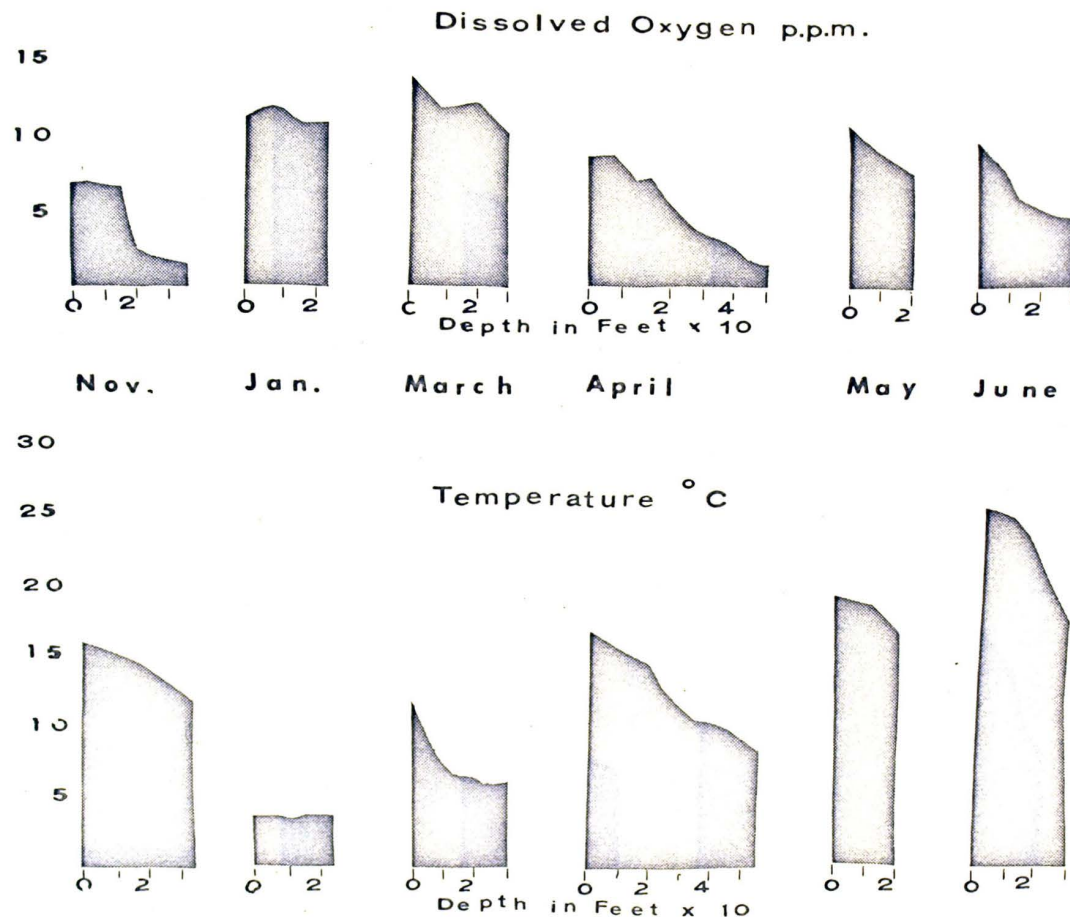 Dissolved Oxygen p.p.m.
15
10
5
0 2 0 2 0 2 0 2 4 0 2 0 2
Depth in Feet x 10
Nov. Jan. March April May June
30
Temperature °C
25
20
15
10
5
0 2 0 2 0 2 0 2 4 0 2 0 2
Depth in Feet x 10